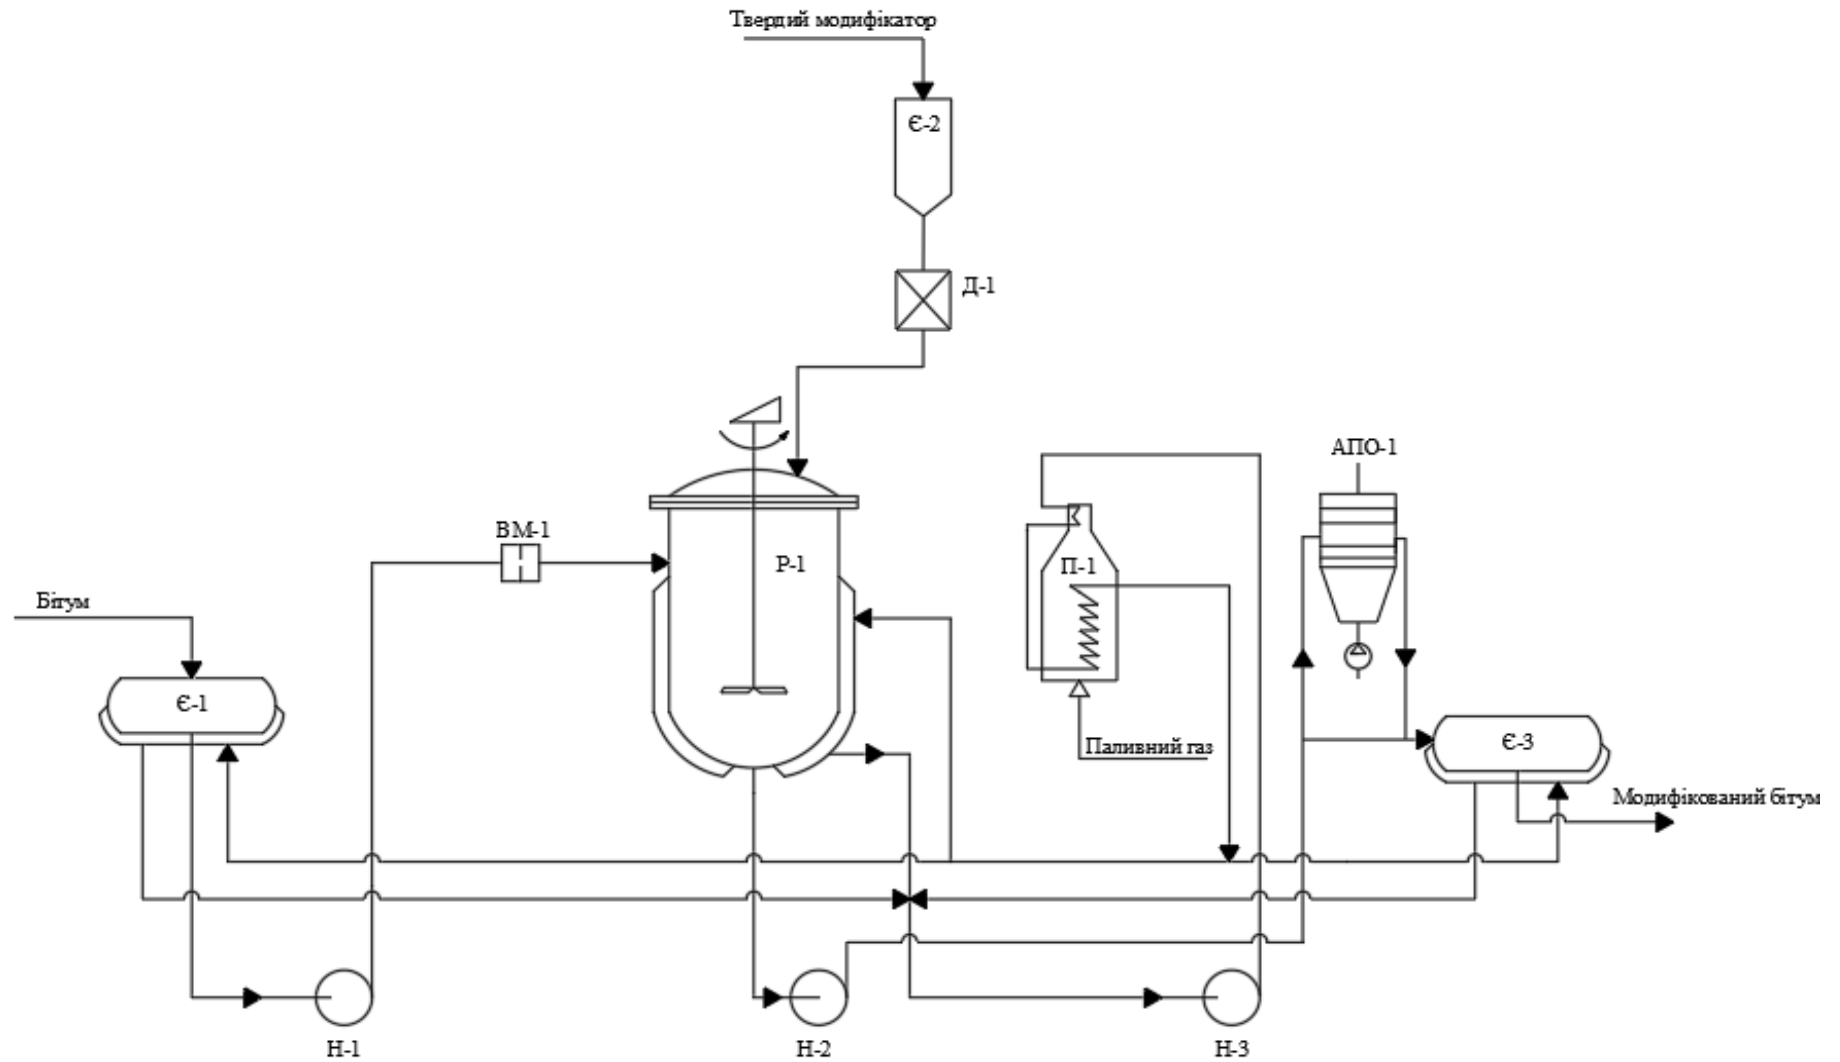 Твердий модифікатор
Є-2
Д-1
АПО-1
ВМ-1
Р-1
П-1
Бітум
Є-1
Паливний газ
Є-3
Модифікований бітум
Н-1
Н-2
Н-3